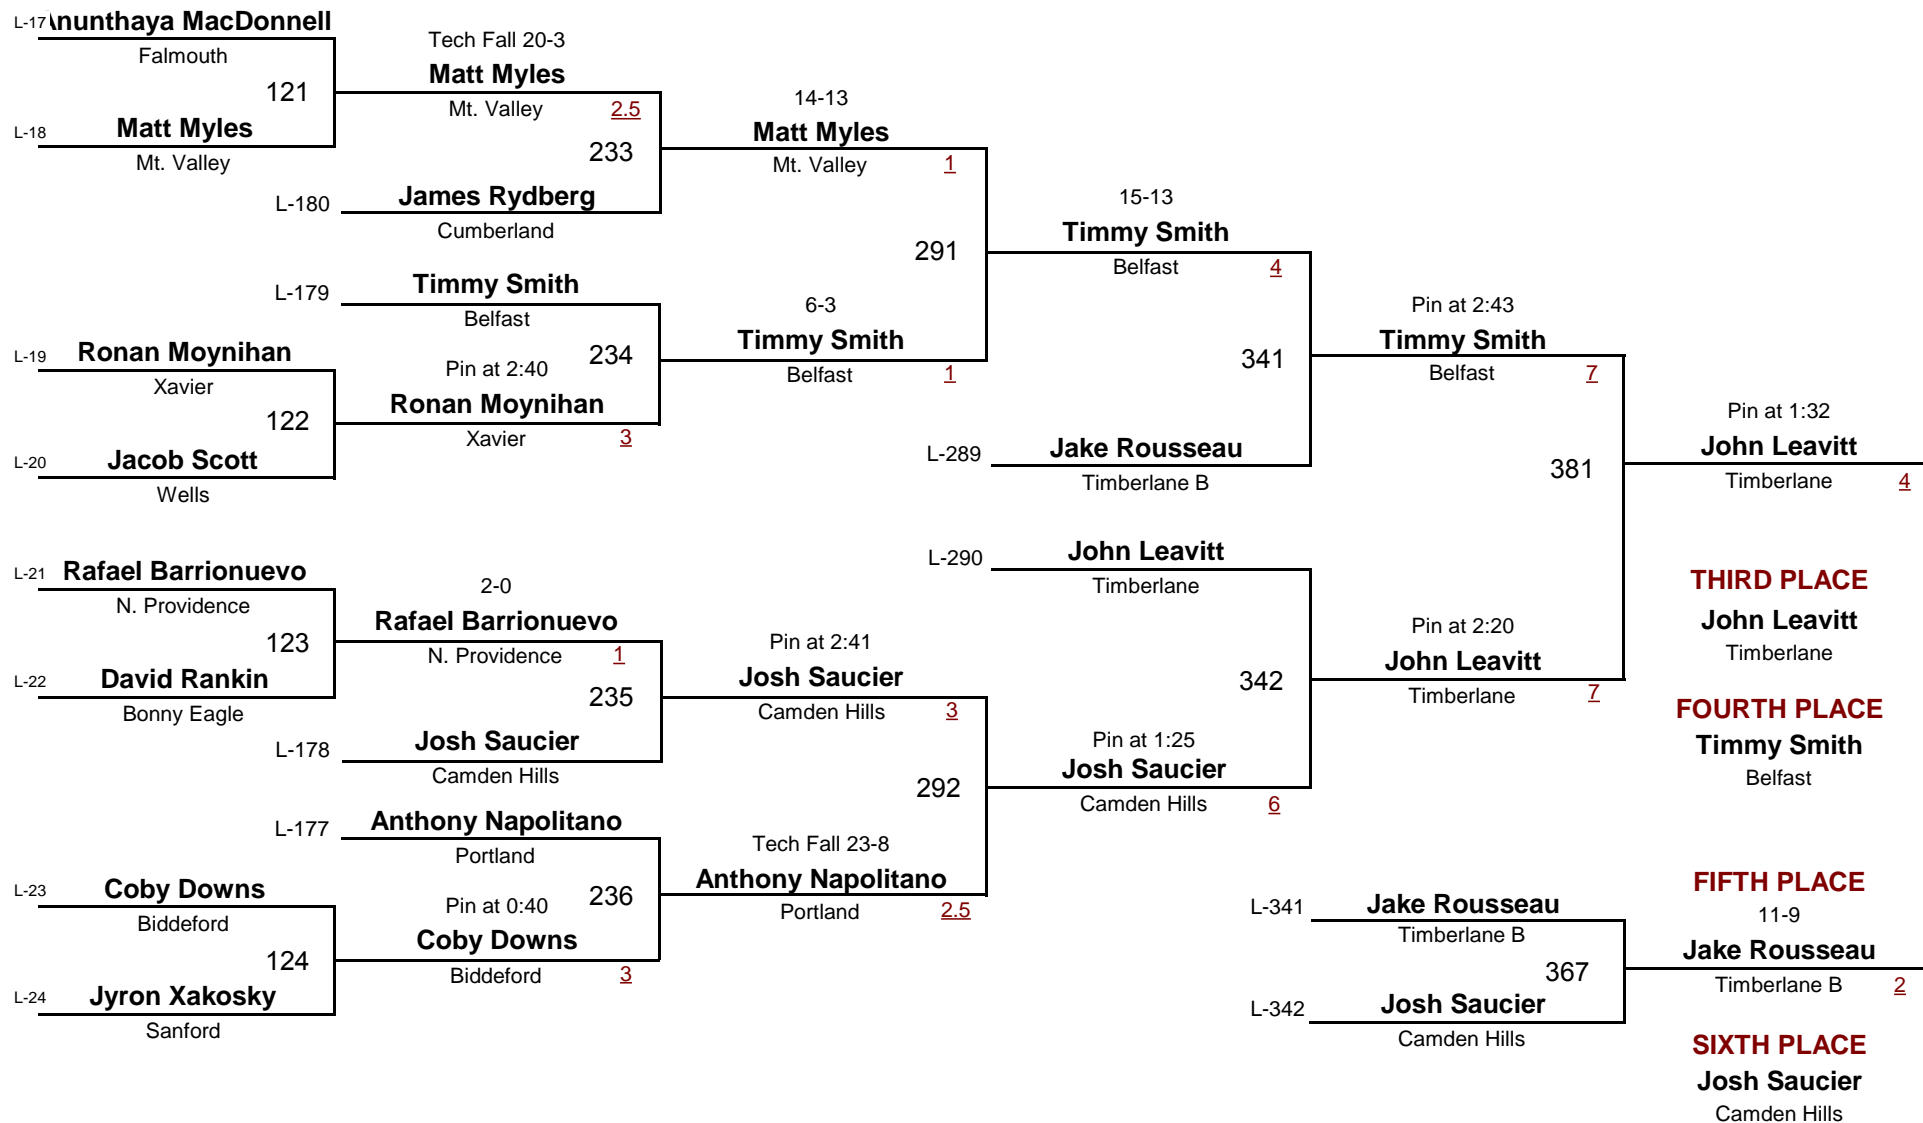 L-17 Anunthaya MacDonnell
Falmouth
121
L-18 Matt Myles
Mt. Valley
Tech Fall 20-3
Matt Myles
Mt. Valley 2.5
233
L-180 James Rydberg
Cumberland
14-13
Matt Myles
Mt. Valley 1
L-179 Timmy Smith
Belfast
234
L-19 Ronan Moynihan
Xavier
122
L-20 Jacob Scott
Wells
Pin at 2:40
Ronan Moynihan
Xavier 3
6-3
Timmy Smith
Belfast 1
291
15-13
Timmy Smith
Belfast 4
341
L-289 Jake Rousseau
Timberlane B
Pin at 2:43
Timmy Smith
Belfast 7
381
Pin at 1:32
John Leavitt
Timberlane 4
L-21 Rafael Barrionuevo
N. Providence
123
L-22 David Rankin
Bonny Eagle
2-0
Rafael Barrionuevo
N. Providence 1
235
L-178 Josh Saucier
Camden Hills
Pin at 2:41
Josh Saucier
Camden Hills 3
L-177 Anthony Napolitano
Portland
236
L-23 Coby Downs
Biddeford
124
L-24 Jyron Xakosky
Sanford
Pin at 0:40
Coby Downs
Biddeford 3
Tech Fall 23-8
Anthony Napolitano
Portland 2.5
292
L-290 John Leavitt
Timberlane
342
Pin at 1:25
Josh Saucier
Camden Hills 6
Pin at 2:20
John Leavitt
Timberlane 7
THIRD PLACE
John Leavitt
Timberlane
FOURTH PLACE
Timmy Smith
Belfast
L-341 Jake Rousseau
Timberlane B
367
L-342 Josh Saucier
Camden Hills
FIFTH PLACE
11-9
Jake Rousseau
Timberlane B 2
SIXTH PLACE
Josh Saucier
Camden Hills